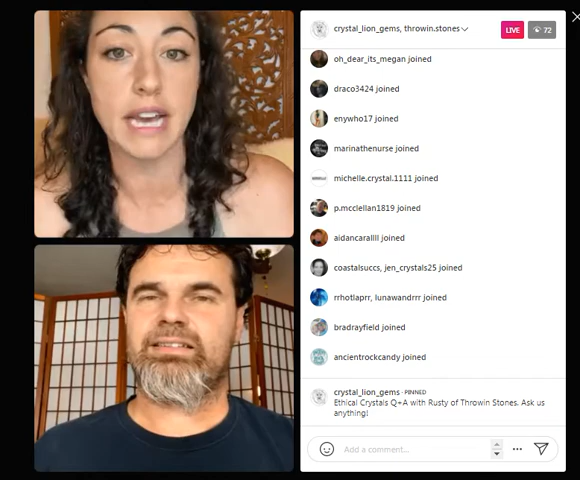 crystal_lion_gems, throwin.stones
LIVE
72
oh_dear_its_megan joined
draco3424 joined
enywho17 joined
marinathenurse joined
michelle.crystal.1111 joined
p.mcclellan1819 joined
aidancarallll joined
coastalsuccs, jen_crystals25 joined
rrhotlaprr, lunawandrrr joined
bradrayfield joined
ancientrockcandy joined
crystal_lion_gems · PINNED
Ethical Crystals Q+A with Rusty of Throwin Stones. Ask us
anything!
Add a comment...